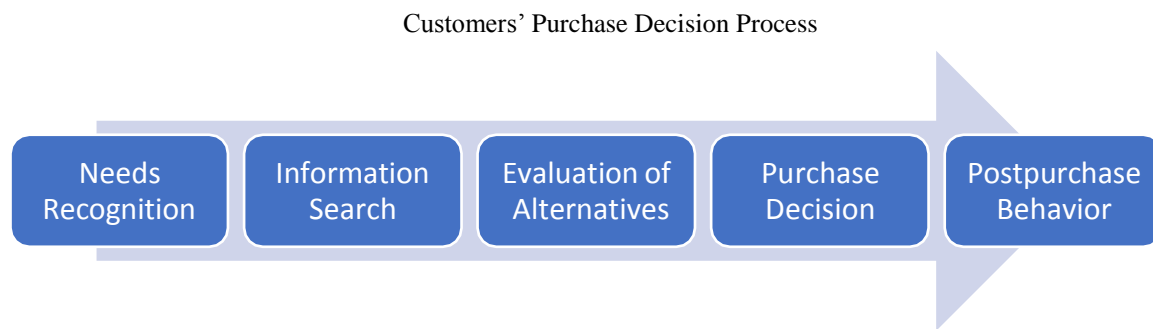 Customers’ Purchase Decision Process
Needs
Recognition
Information
Search
Evaluation of
Alternatives
Purchase
Decision
Postpurchase
Behavior